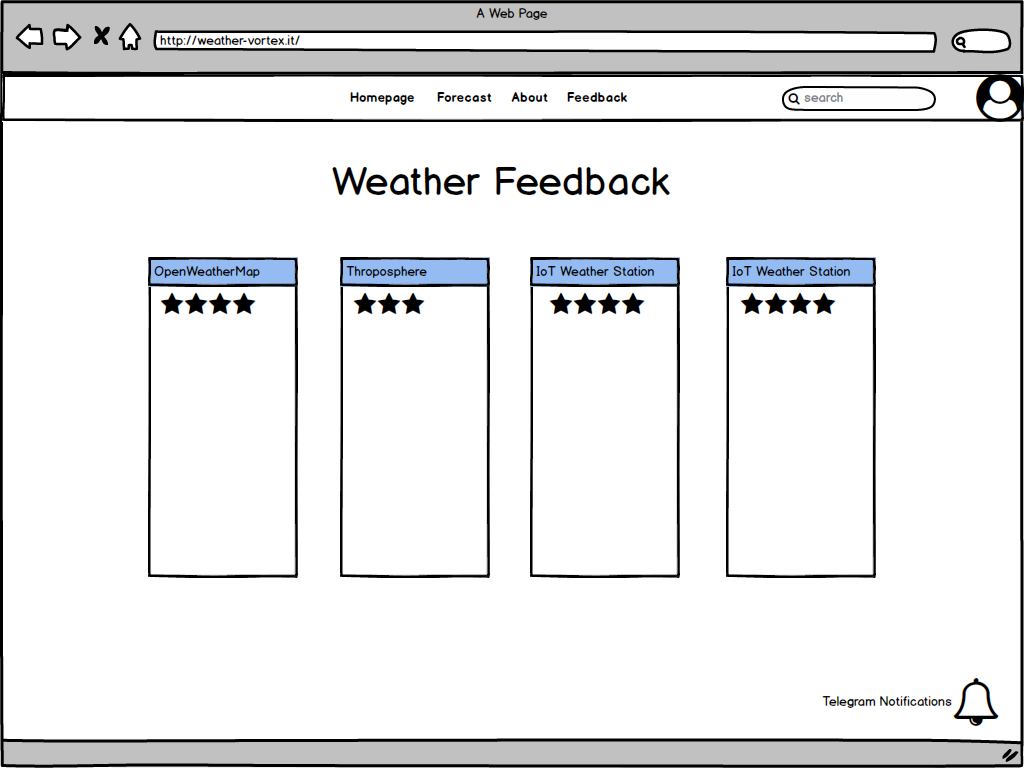 A Web Page
http://weather-vortex.it/
Homepage Forecast About Feedback search
Weather Feedback
OpenWeatherMap Throposphere IoT Weather Station IoT Weather Station
Telegram Notifications